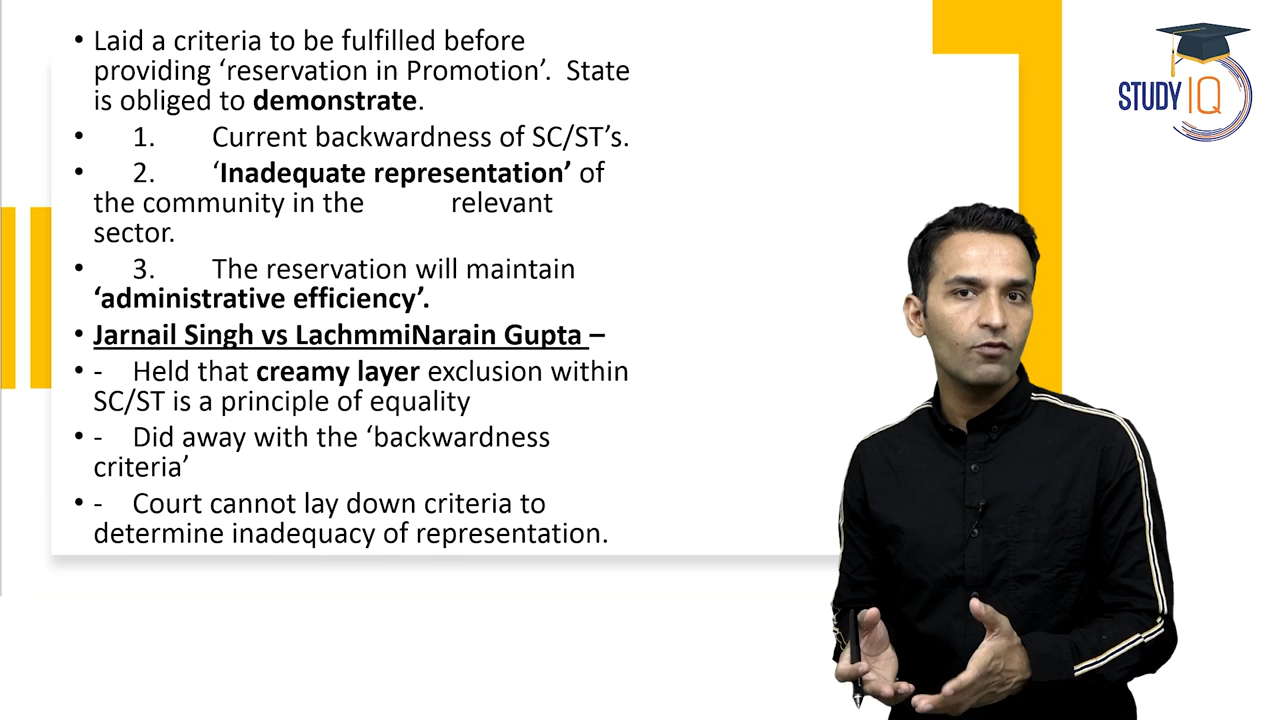 • Laid a criteria to be fulfilled before
providing ‘reservation in Promotion’. State
is obliged to demonstrate.
• 1. Current backwardness of SC/ST’s.
• 2. ‘Inadequate representation’ of
the community in the relevant
sector.
• 3. The reservation will maintain
‘administrative efficiency’.
• Jarnail Singh vs LachmmiNarain Gupta –
• - Held that creamy layer exclusion within
SC/ST is a principle of equality
• - Did away with the ‘backwardness
criteria’
• - Court cannot lay down criteria to
determine inadequacy of representation.
STUDY IQ